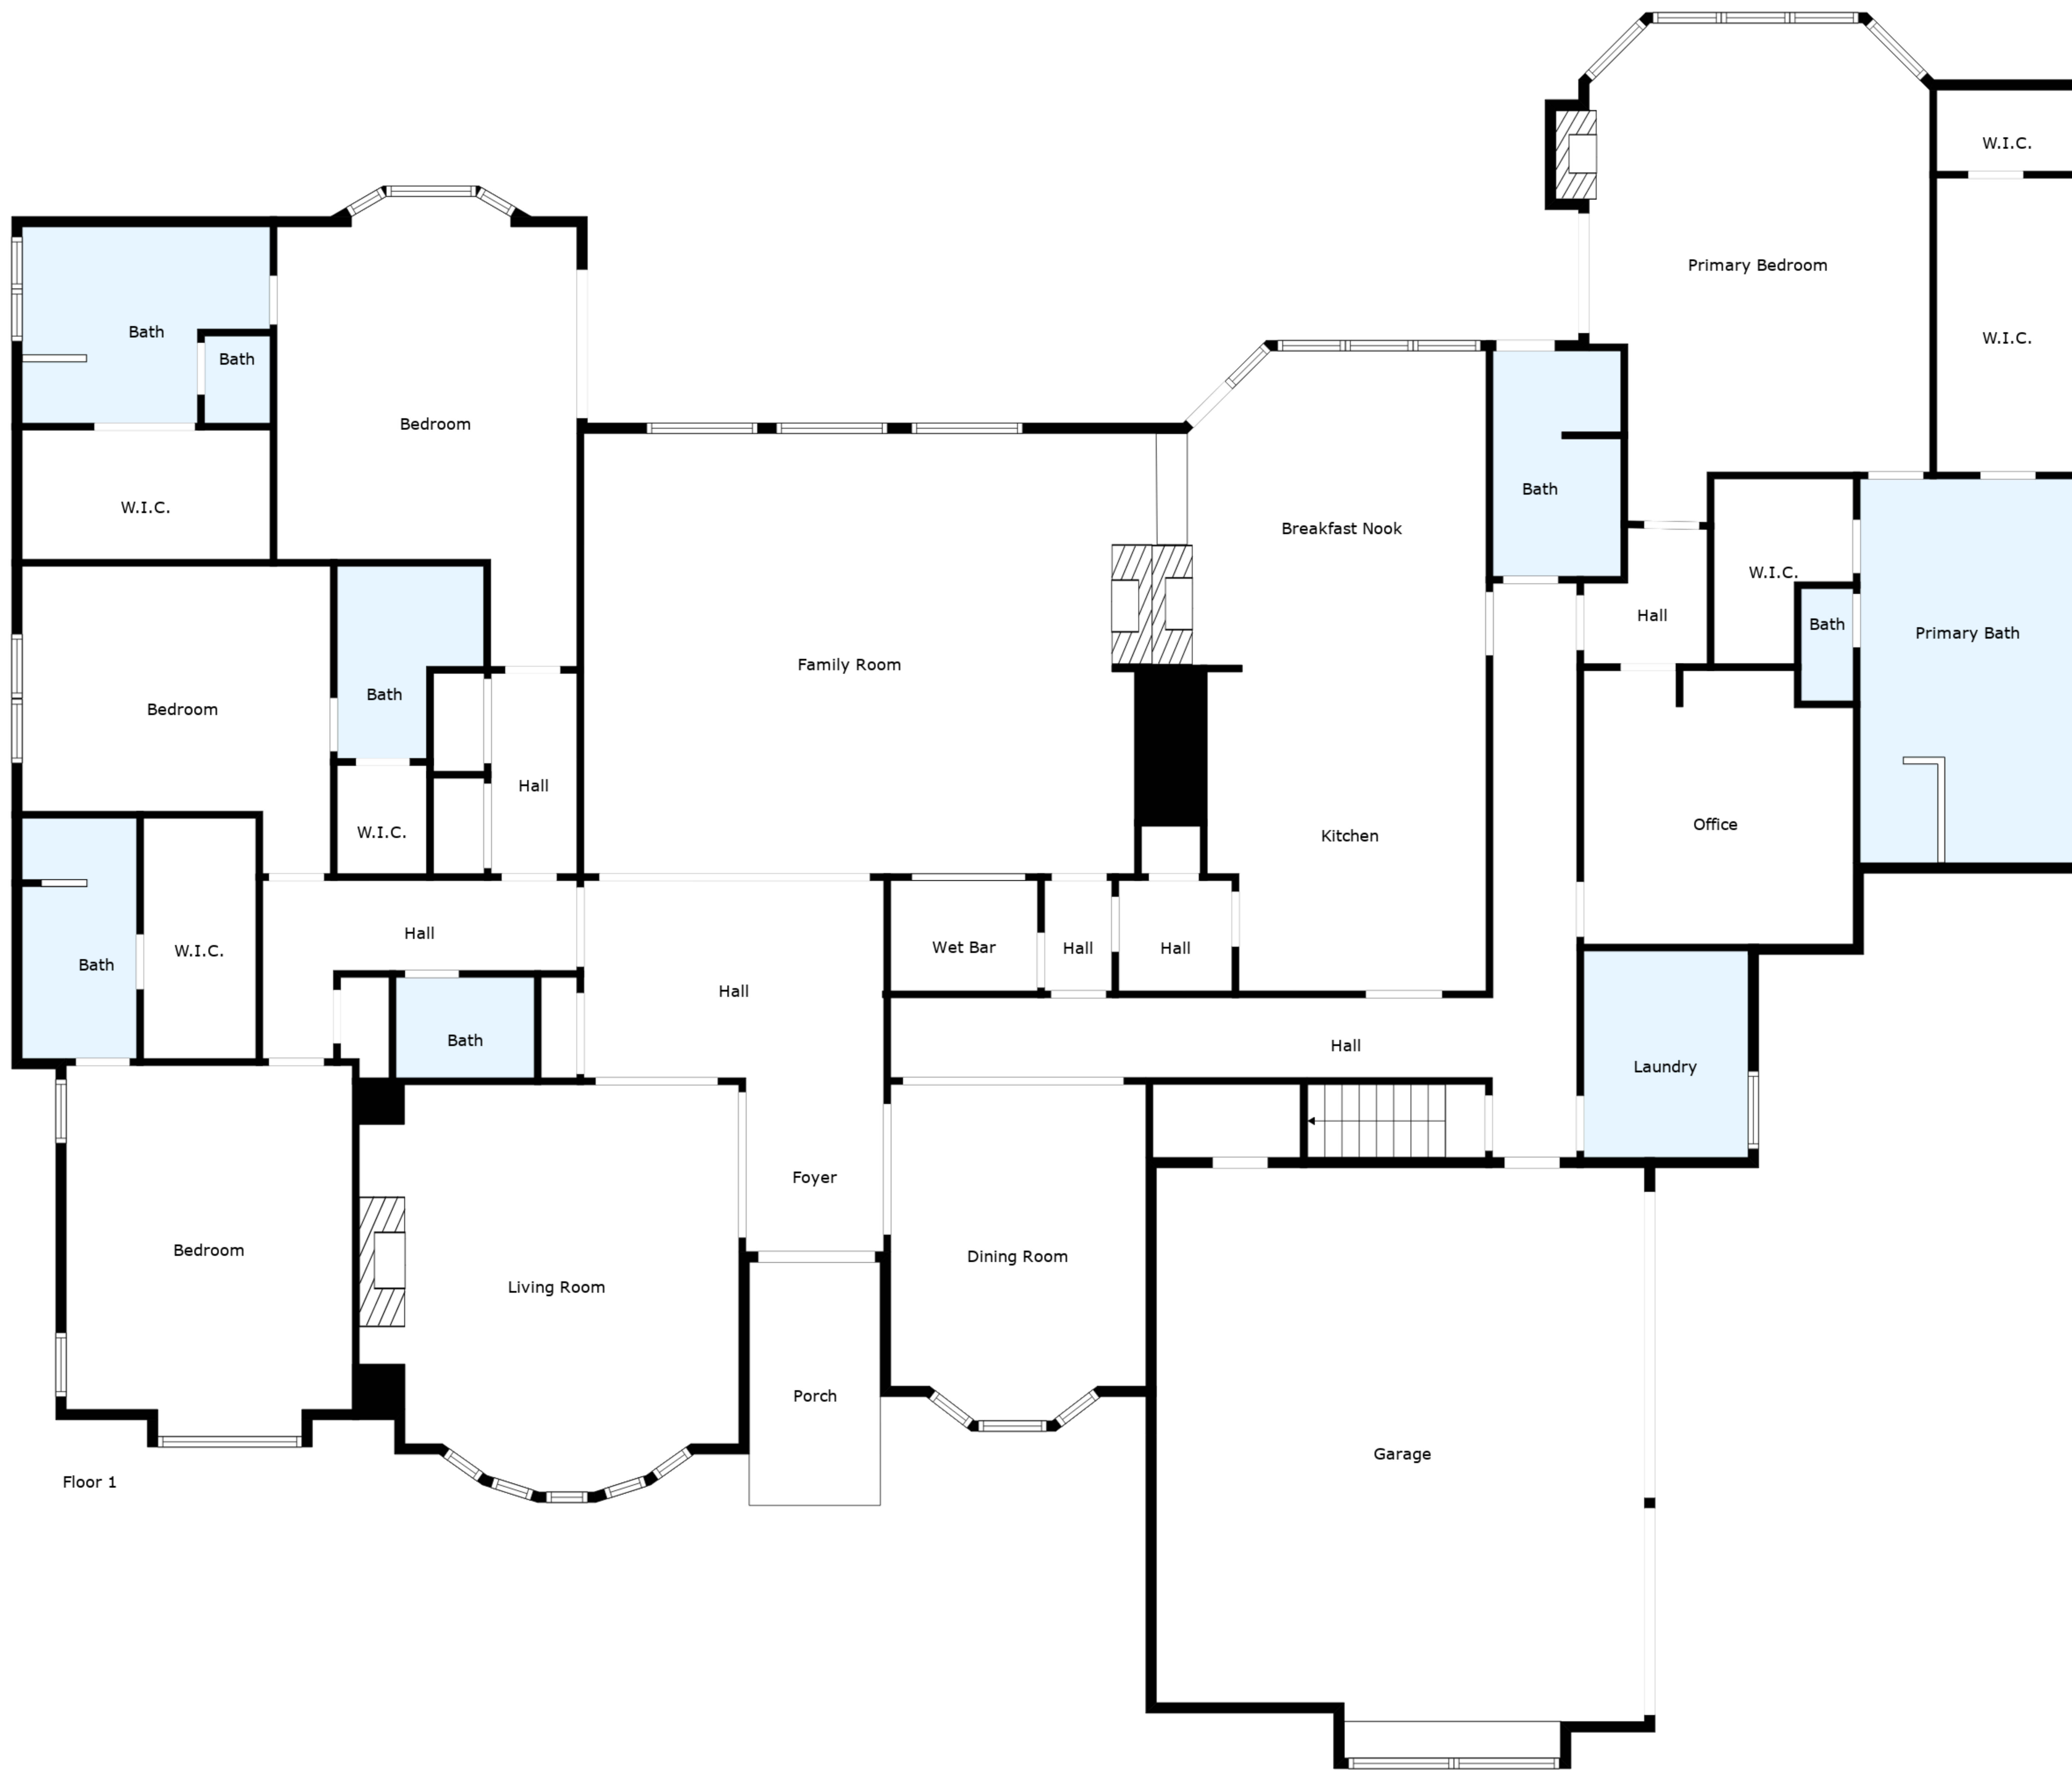 W.I.C.
Primary Bedroom
Bath
W.I.C.
Bath
Bedroom
Bath
W.I.C.
Breakfast Nook
W.I.C.
Hall
Bath
Primary Bath
Family Room
Bath
Bedroom
Hall
W.I.C.
Kitchen
Office
Hall
Wet Bar
Hall
Hall
W.I.C.
Bath
Hall
Bath
Hall
Laundry
Foyer
Bedroom
Dining Room
Living Room
Porch
Garage
Floor 1